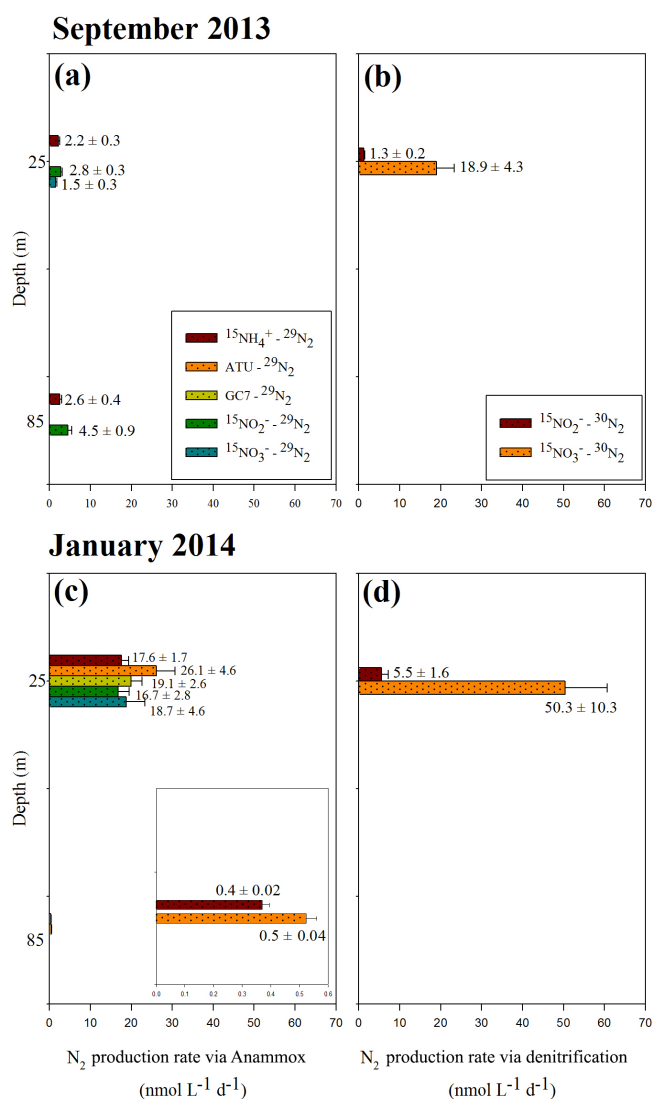 September 2013
(a)
(b)
2.2 ± 0.3
1.3 ± 0.2
25
2.8 ± 0.3
18.9 ± 4.3
1.5 ± 0.3
Depth (m)
¹⁵NH₄⁺ - ²⁹N₂
ATU - ²⁹N₂
GC7 - ²⁹N₂
¹⁵NO₂⁻ - ²⁹N₂
¹⁵NO₃⁻ - ²⁹N₂
2.6 ± 0.4
85
4.5 ± 0.9
¹⁵NO₂⁻ - ³⁰N₂
¹⁵NO₃⁻ - ³⁰N₂
0 10 20 30 40 50 60 70
0 10 20 30 40 50 60 70
January 2014
(c)
(d)
17.6 ± 1.7
26.1 ± 4.6
25
19.1 ± 2.6
16.7 ± 2.8
18.7 ± 4.6
5.5 ± 1.6
50.3 ± 10.3
Depth (m)
0.4 ± 0.02
0.5 ± 0.04
85
0.0 0.1 0.2 0.3 0.4 0.5 0.6
0 10 20 30 40 50 60 70
0 10 20 30 40 50 60 70
N₂ production rate via Anammox
(nmol L⁻¹ d⁻¹)
N₂ production rate via denitrification
(nmol L⁻¹ d⁻¹)